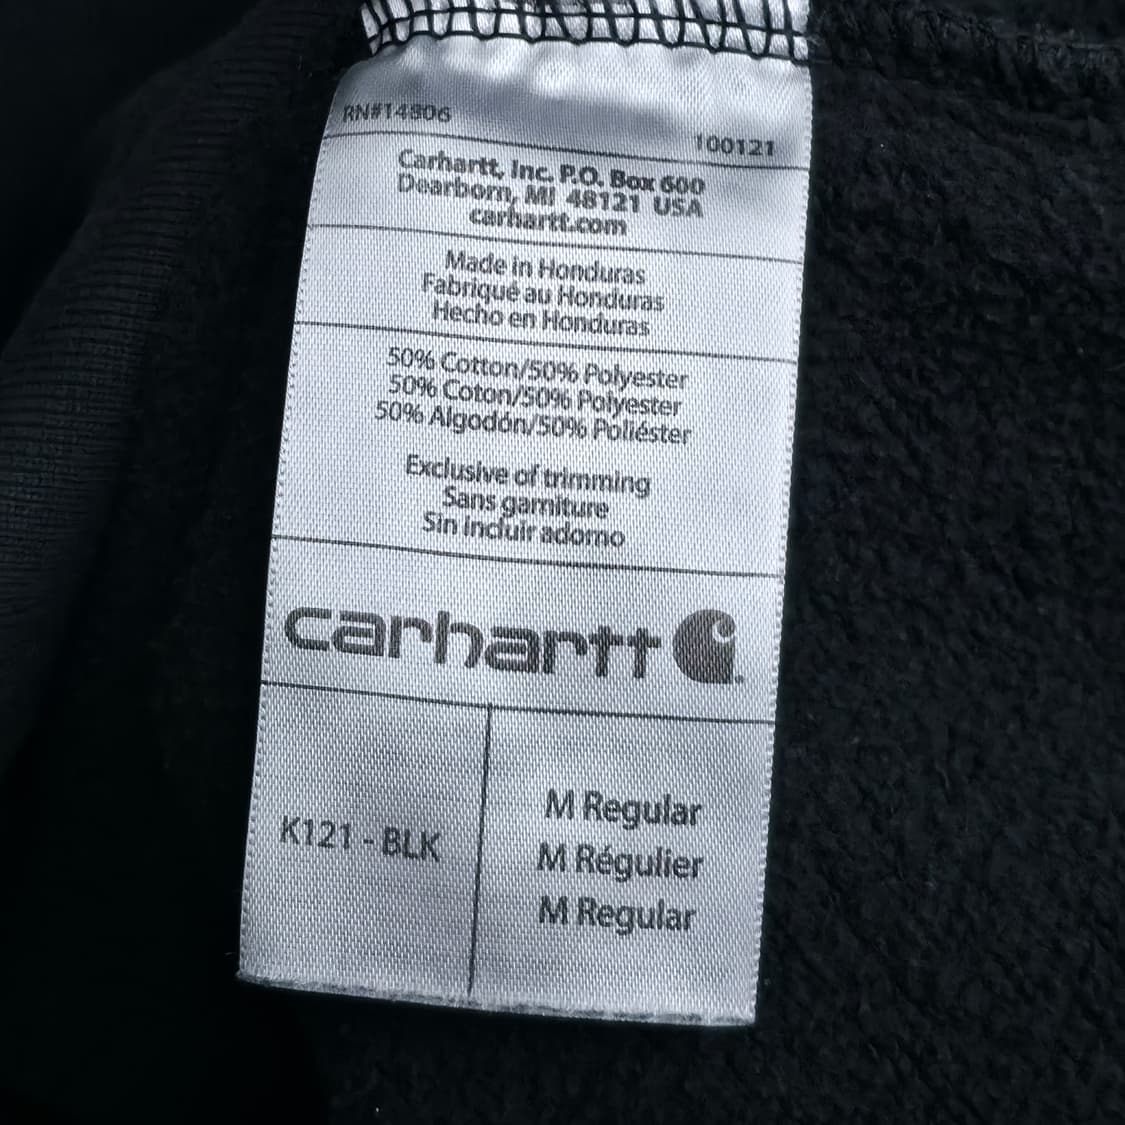 RN#14806
100121
Carhartt, Inc. P.O. Box 600
Dearborn, MI 48121 USA
carhartt.com
Made in Honduras
Fabriqué au Honduras
Hecho en Honduras
50% Cotton/50% Polyester
50% Coton/50% Polyester
50% Algodón/50% Poliéster
Exclusive of trimming
Sans garniture
Sin incluir adorno
carhartt
K121 - BLK
M Regular
M Régulier
M Regular